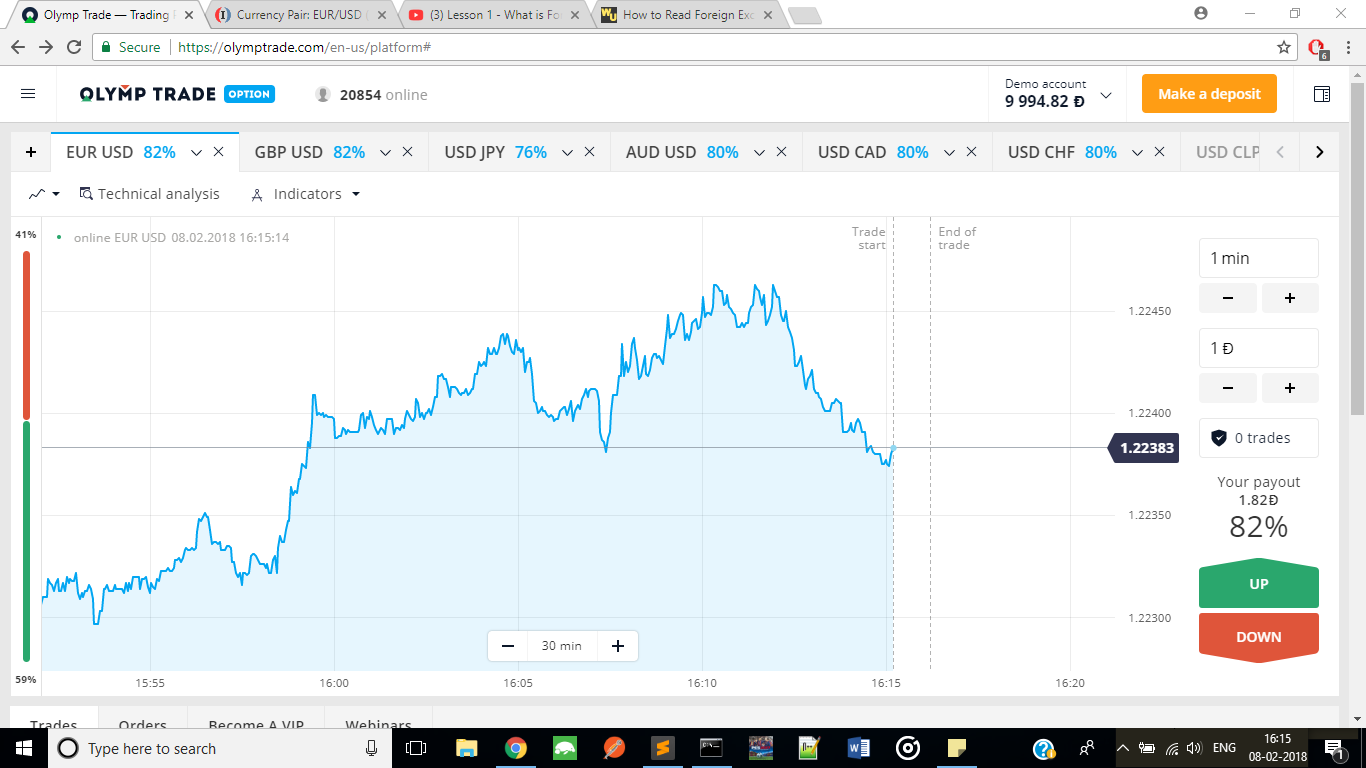 Olymp Trade — Trading
Currency Pair: EUR/USD
(3) Lesson 1 - What is Fo
How to Read Foreign Exc
Secure
https://olymptrade.com/en-us/platform#
6
OLYMP TRADE OPTION
20854 online
Demo account
9 994.82 Đ
Make a deposit
+ EUR USD 82% GBP USD 82% USD JPY 76% AUD USD 80% USD CAD 80% USD CHF 80% USD CLP
Technical analysis Indicators
41%
online EUR USD 08.02.2018 16:15:14
Trade
start
End of
trade
1.22450
1.22400
1.22383
1.22350
1.22300
59%
− 30 min +
15:55 16:00 16:05 16:10 16:15 16:20
1 min
− +
1 Đ
− +
0 trades
Your payout
1.82Đ
82%
UP
DOWN
Trades Orders Become A VIP Webinars
Type here to search
ENG
16:15
08-02-2018
1